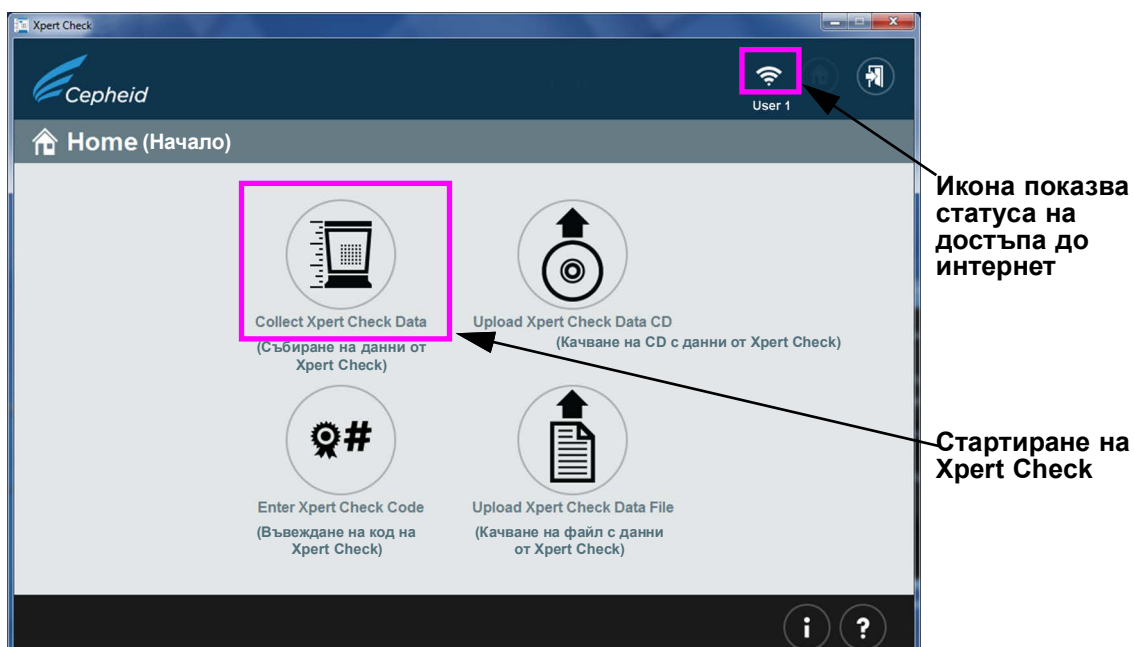 Xpert Check
Cepheid
User 1
Home (Начало)
Икона показва
статуса на
достъпа до
интернет
Collect Xpert Check Data
(Събиране на данни от
Xpert Check)
Upload Xpert Check Data CD
(Качване на CD с данни от Xpert Check)
Стартиране на
Xpert Check
#
Enter Xpert Check Code
(Въвеждане на код на
Xpert Check)
Upload Xpert Check Data File
(Качване на файл с данни
от Xpert Check)
i ?